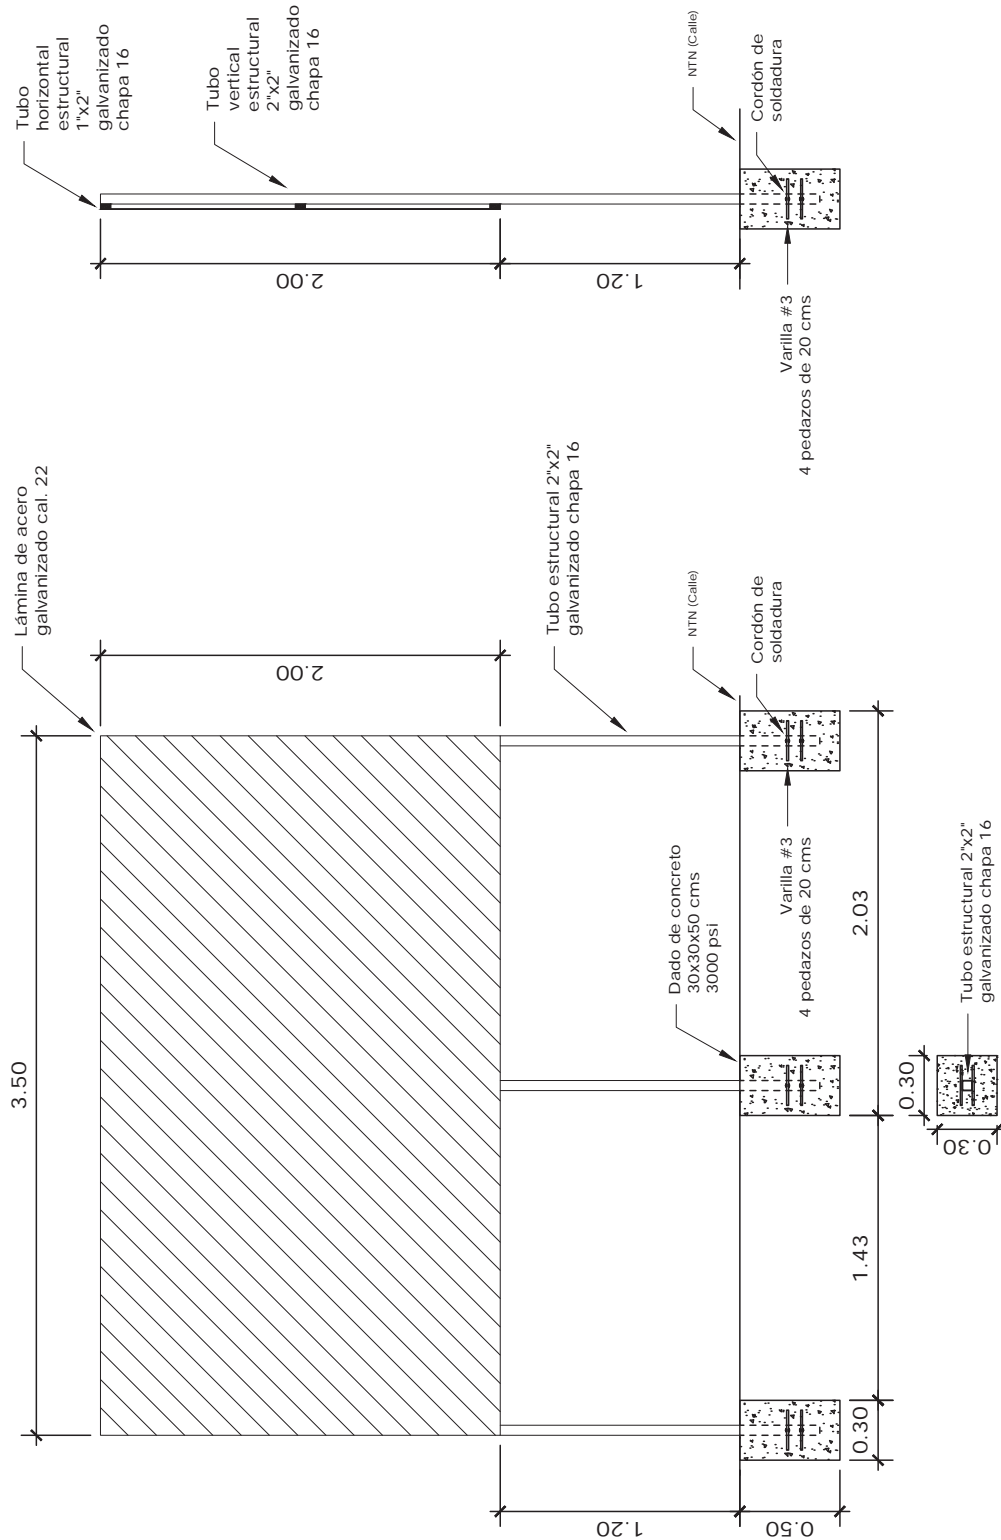 Lámina de acero
galvanizado cal. 22
3.50
2.00
Tubo estructural 2"x2"
galvanizado chapa 16
NTN (Calle)
Cordón de
soldadura
Dado de concreto
30x30x50 cms
3000 psi
Varilla #3
4 pedazos de 20 cms
1.20
0.50
0.30
1.43
2.03
0.30
0.30
Tubo estructural 2"x2"
galvanizado chapa 16
Tubo
horizontal
estructural
1"x2"
galvanizado
chapa 16
Tubo
vertical
estructural
2"x2"
galvanizado
chapa 16
2.00
1.20
NTN (Calle)
Cordón de
soldadura
Varilla #3
4 pedazos de 20 cms